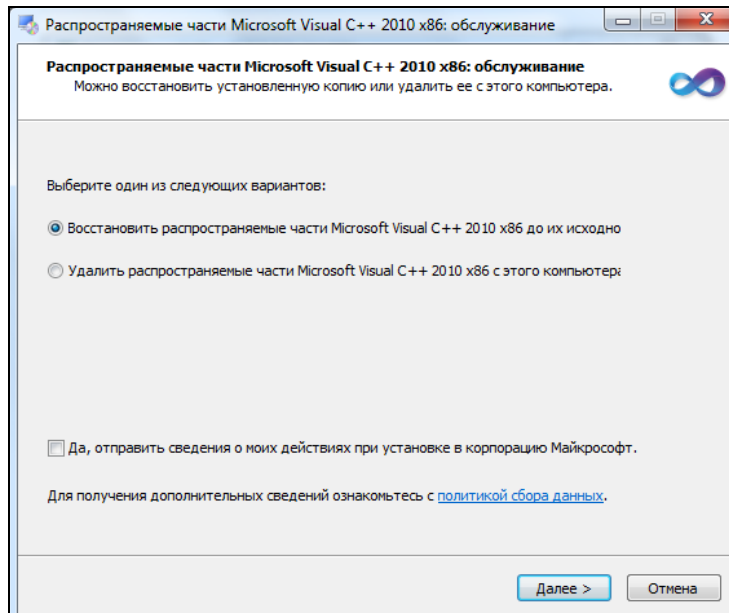 Распространяемые части Microsoft Visual C++ 2010 x86: обслуживание
Распространяемые части Microsoft Visual C++ 2010 x86: обслуживание
Можно восстановить установленную копию или удалить ее с этого компьютера.
Выберите один из следующих вариантов:
Восстановить распространяемые части Microsoft Visual C++ 2010 x86 до их исходно
Удалить распространяемые части Microsoft Visual C++ 2010 x86 с этого компьютера
Да, отправить сведения о моих действиях при установке в корпорацию Майкрософт.
Для получения дополнительных сведений ознакомьтесь с политикой сбора данных.
Далее > Отмена